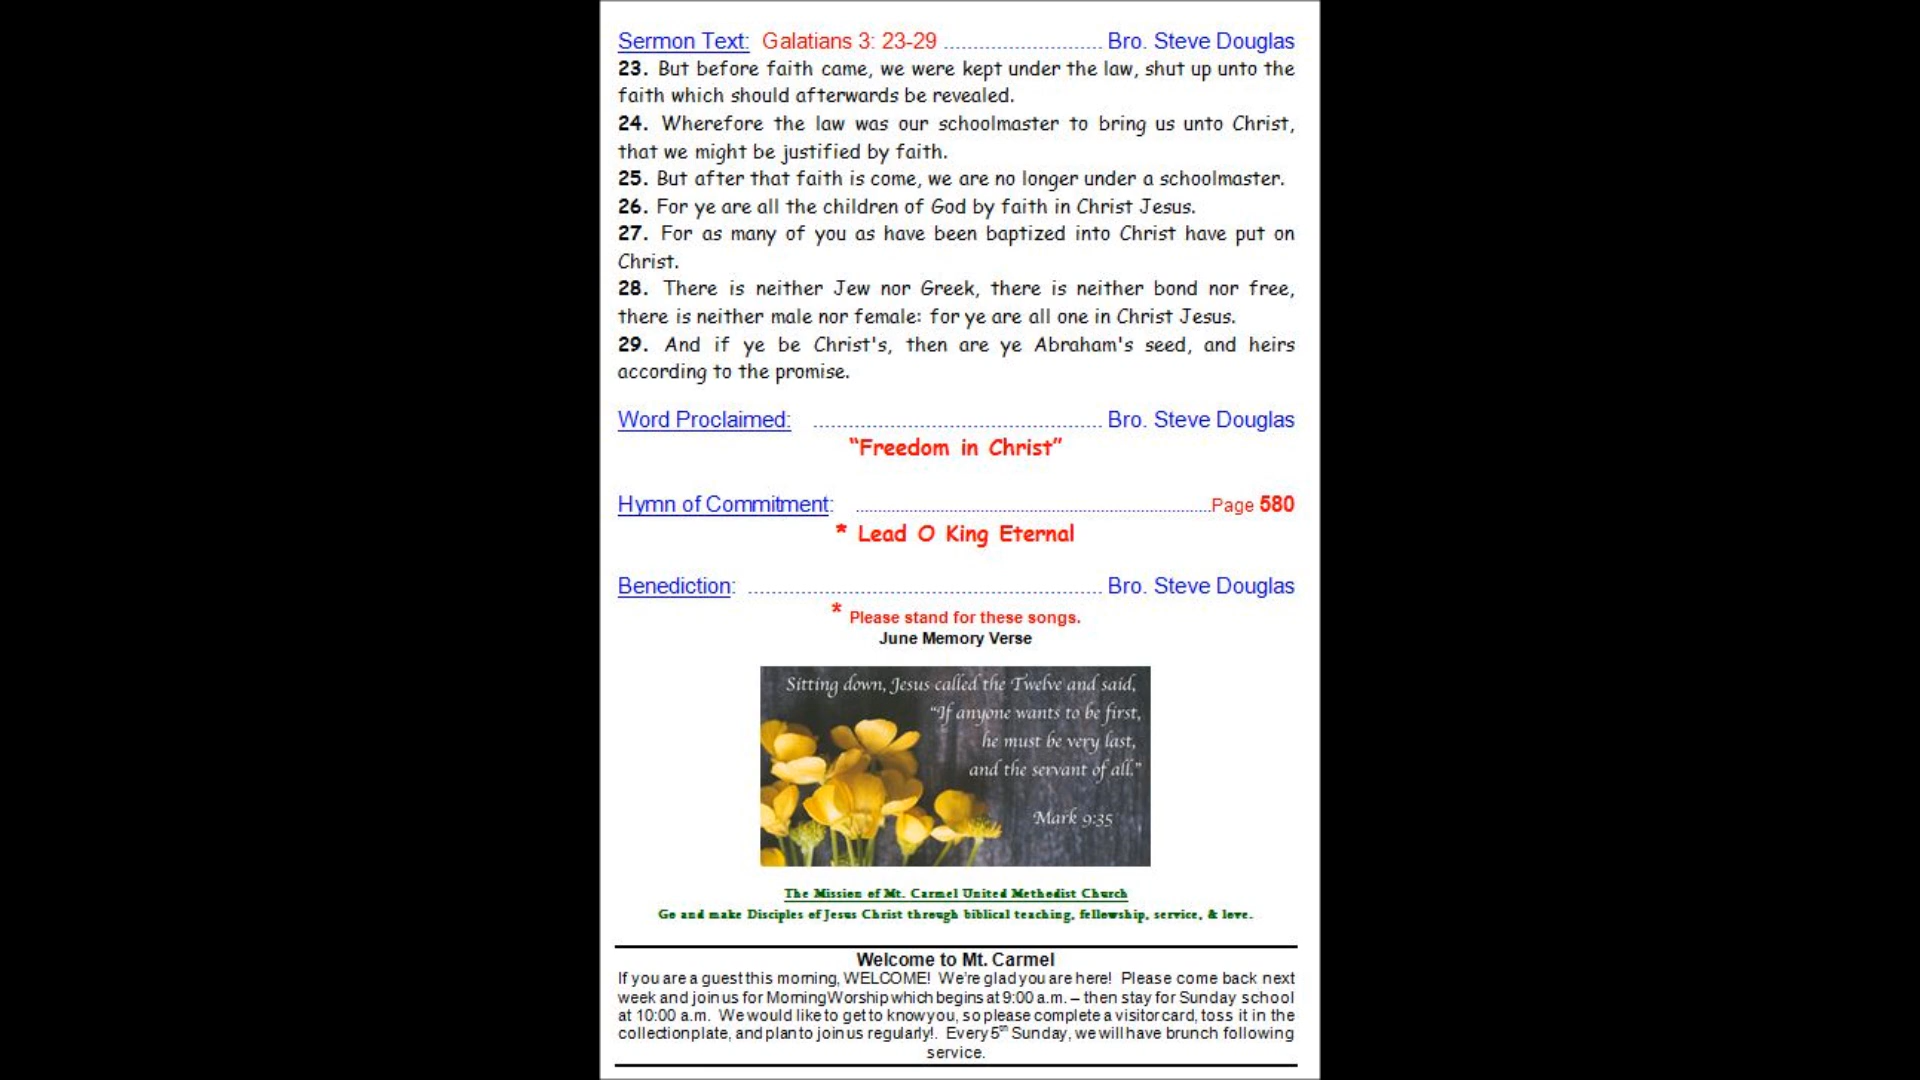 Sermon Text: Galatians 3: 23-29 ........................... Bro. Steve Douglas
23. But before faith came, we were kept under the law, shut up unto the
faith which should afterwards be revealed.
24. Wherefore the law was our schoolmaster to bring us unto Christ,
that we might be justified by faith.
25. But after that faith is come, we are no longer under a schoolmaster.
26. For ye are all the children of God by faith in Christ Jesus.
27. For as many of you as have been baptized into Christ have put on
Christ.
28. There is neither Jew nor Greek, there is neither bond nor free,
there is neither male nor female: for ye are all one in Christ Jesus.
29. And if ye be Christ's, then are ye Abraham's seed, and heirs
according to the promise.
Word Proclaimed: ................................................. Bro. Steve Douglas
“Freedom in Christ”
Hymn of Commitment: ........................................................................Page 580
* Lead O King Eternal
Benediction: ............................................................ Bro. Steve Douglas
* Please stand for these songs.
June Memory Verse
Sitting down, Jesus called the Twelve and said,
“If anyone wants to be first,
he must be very last,
and the servant of all.”
Mark 9:35
The Mission of Mt. Carmel United Methodist Church
Go and make Disciples of Jesus Christ through biblical teaching, fellowship, service, & love.
Welcome to Mt. Carmel
If you are a guest this morning, WELCOME! We're glad you are here! Please come back next
week and join us for Morning Worship which begins at 9:00 a.m. – then stay for Sunday school
at 10:00 a.m. We would like to get to know you, so please complete a visitor card, toss it in the
collection plate, and plan to join us regularly!. Every 5th Sunday, we will have brunch following
service.